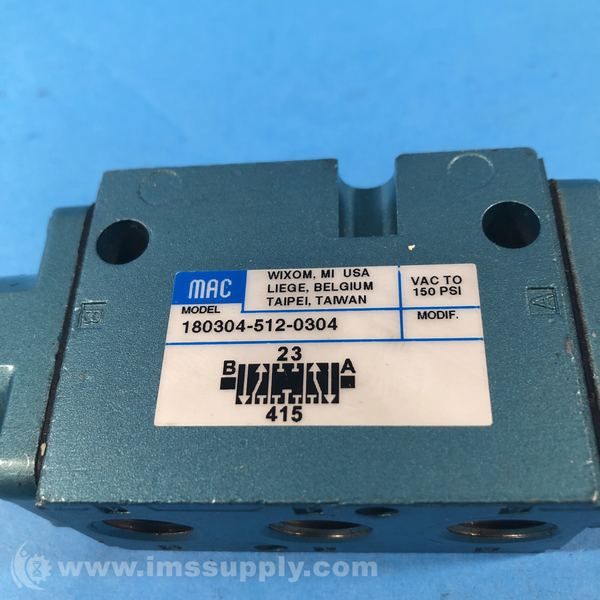 MAC
WIXOM, MI USA
LIEGE, BELGIUM
TAIPEI, TAIWAN
VAC TO
150 PSI
MODEL
180304-512-0304
MODIF.
23
B A
415
B
A
www.imssupply.com